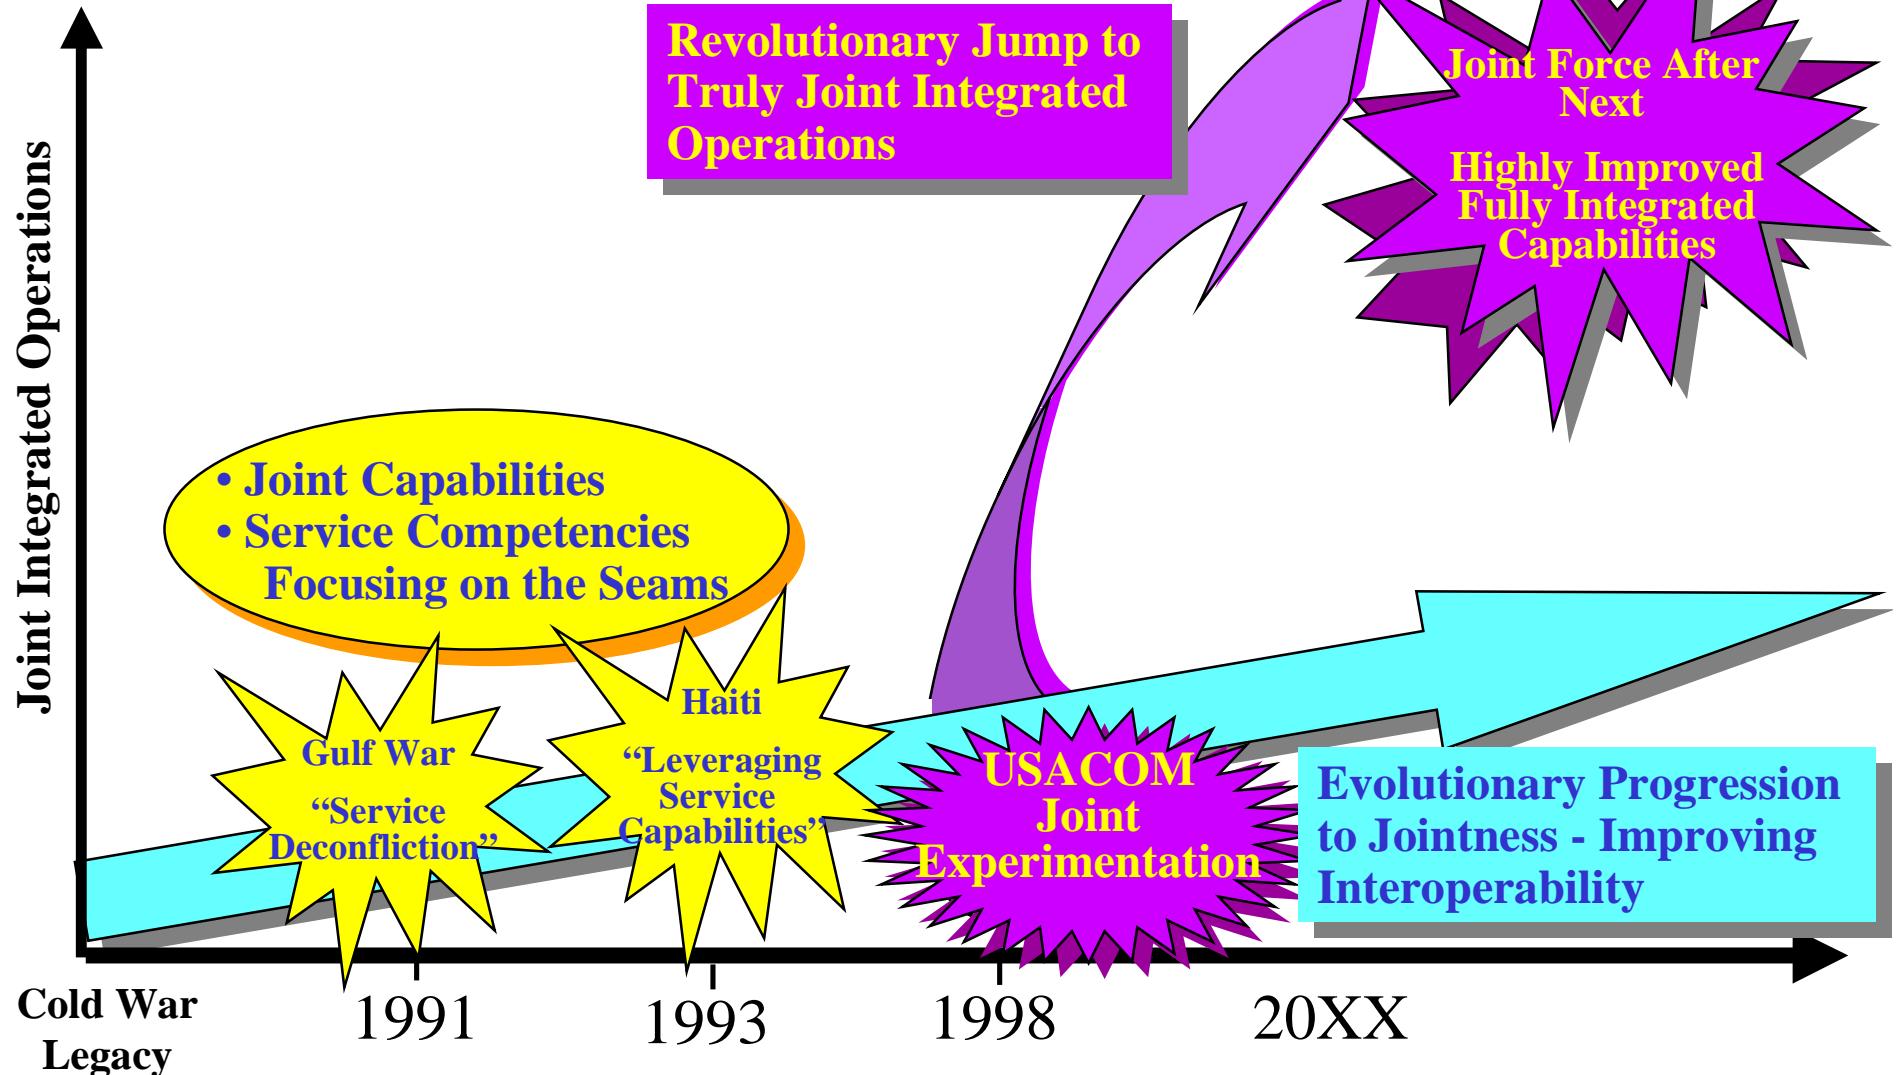 Revolutionary Jump to
Truly Joint Integrated
Operations
Joint Force After
Next
Highly Improved
Fully Integrated
Capabilities
Joint Integrated Operations
• Joint Capabilities
• Service Competencies
Focusing on the Seams
Haiti
“Leveraging
Service
Capabilities”
Gulf War
“Service
Deconfliction”
USACOM
Joint
Experimentation
Evolutionary Progression
to Jointness - Improving
Interoperability
Cold War
Legacy
1991
1993
1998
20XX